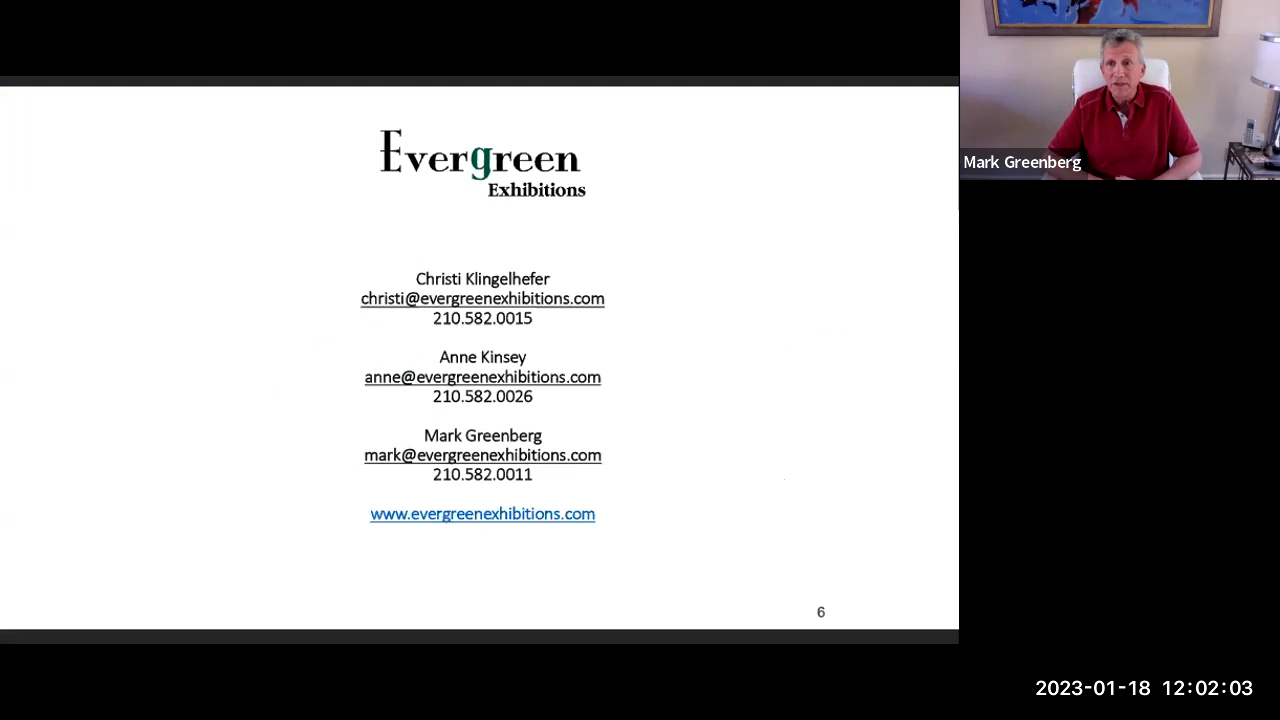 Evergreen
Exhibitions
Christi Klingelhefer
christi@evergreenexhibitions.com
210.582.0015
Anne Kinsey
anne@evergreenexhibitions.com
210.582.0026
Mark Greenberg
mark@evergreenexhibitions.com
210.582.0011
www.evergreenexhibitions.com
6
Mark Greenberg
2023-01-18 12:02:03